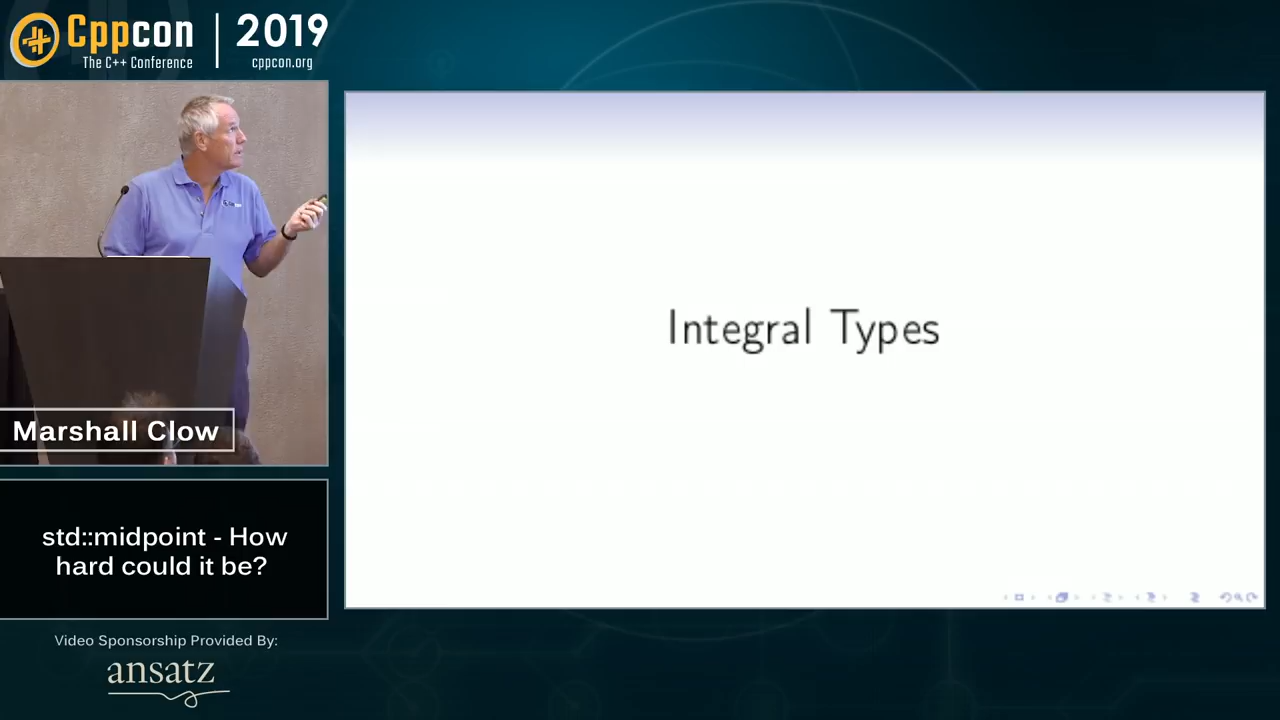 Cppcon
The C++ Conference
2019
cppcon.org
Integral Types
Marshall Clow
std::midpoint - How
hard could it be?
Video Sponsorship Provided By:
ansatz